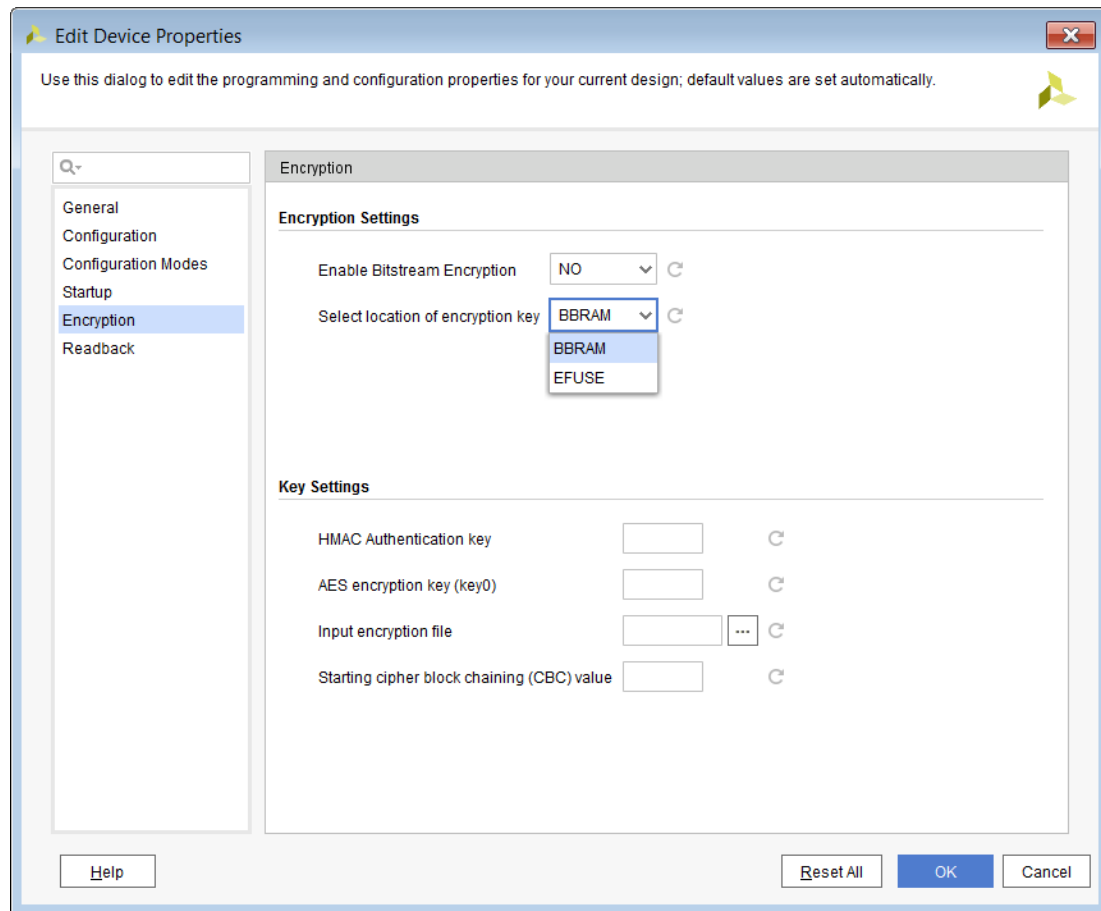 Edit Device Properties
Use this dialog to edit the programming and configuration properties for your current design; default values are set automatically.
General
Configuration
Configuration Modes
Startup
Encryption
Readback
Encryption
Encryption Settings
Enable Bitstream Encryption NO
Select location of encryption key BBRAM
BBRAM
EFUSE
Key Settings
HMAC Authentication key
AES encryption key (key0)
Input encryption file ...
Starting cipher block chaining (CBC) value
Help Reset All OK Cancel